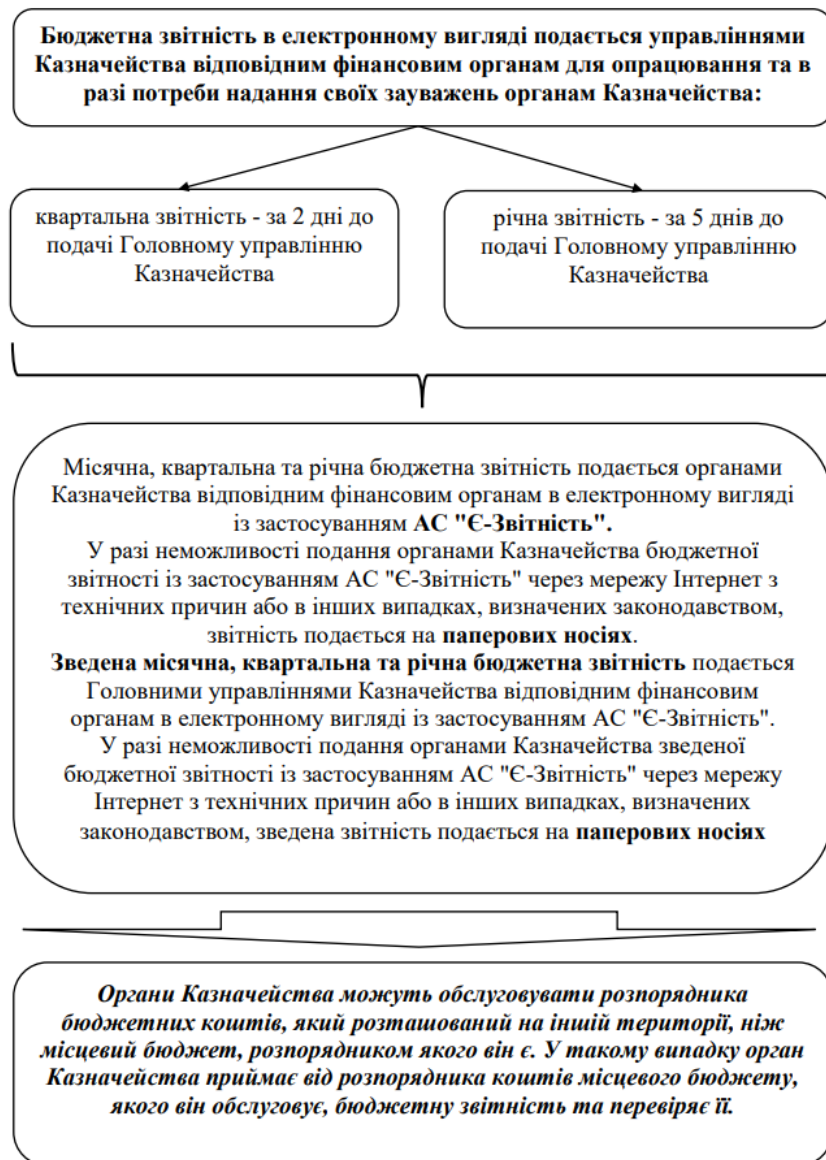 Бюджетна звітність в електронному вигляді подається управліннями
Казначейства відповідним фінансовим органам для опрацювання та в
разі потреби надання своїх зауважень органам Казначейства:
квартальна звітність - за 2 дні до
подачі Головному управлінню
Казначейства
річна звітність - за 5 днів до
подачі Головному управлінню
Казначейства
Місячна, квартальна та річна бюджетна звітність подається органами
Казначейства відповідним фінансовим органам в електронному вигляді
із застосуванням АС "Є-Звітність".
У разі неможливості подання органами Казначейства бюджетної
звітності із застосуванням АС "Є-Звітність" через мережу Інтернет з
технічних причин або в інших випадках, визначених законодавством,
звітність подається на паперових носіях.
Зведена місячна, квартальна та річна бюджетна звітність подається
Головними управліннями Казначейства відповідним фінансовим
органам в електронному вигляді із застосуванням АС "Є-Звітність".
У разі неможливості подання органами Казначейства зведеної
бюджетної звітності із застосуванням АС "Є-Звітність" через мережу
Інтернет з технічних причин або в інших випадках, визначених
законодавством, зведена звітність подається на паперових носіях
Органи Казначейства можуть обслуговувати розпорядника
бюджетних коштів, який розташований на іншій території, ніж
місцевий бюджет, розпорядником якого він є. У такому випадку орган
Казначейства приймає від розпорядника коштів місцевого бюджету,
якого він обслуговує, бюджетну звітність та перевіряє її.